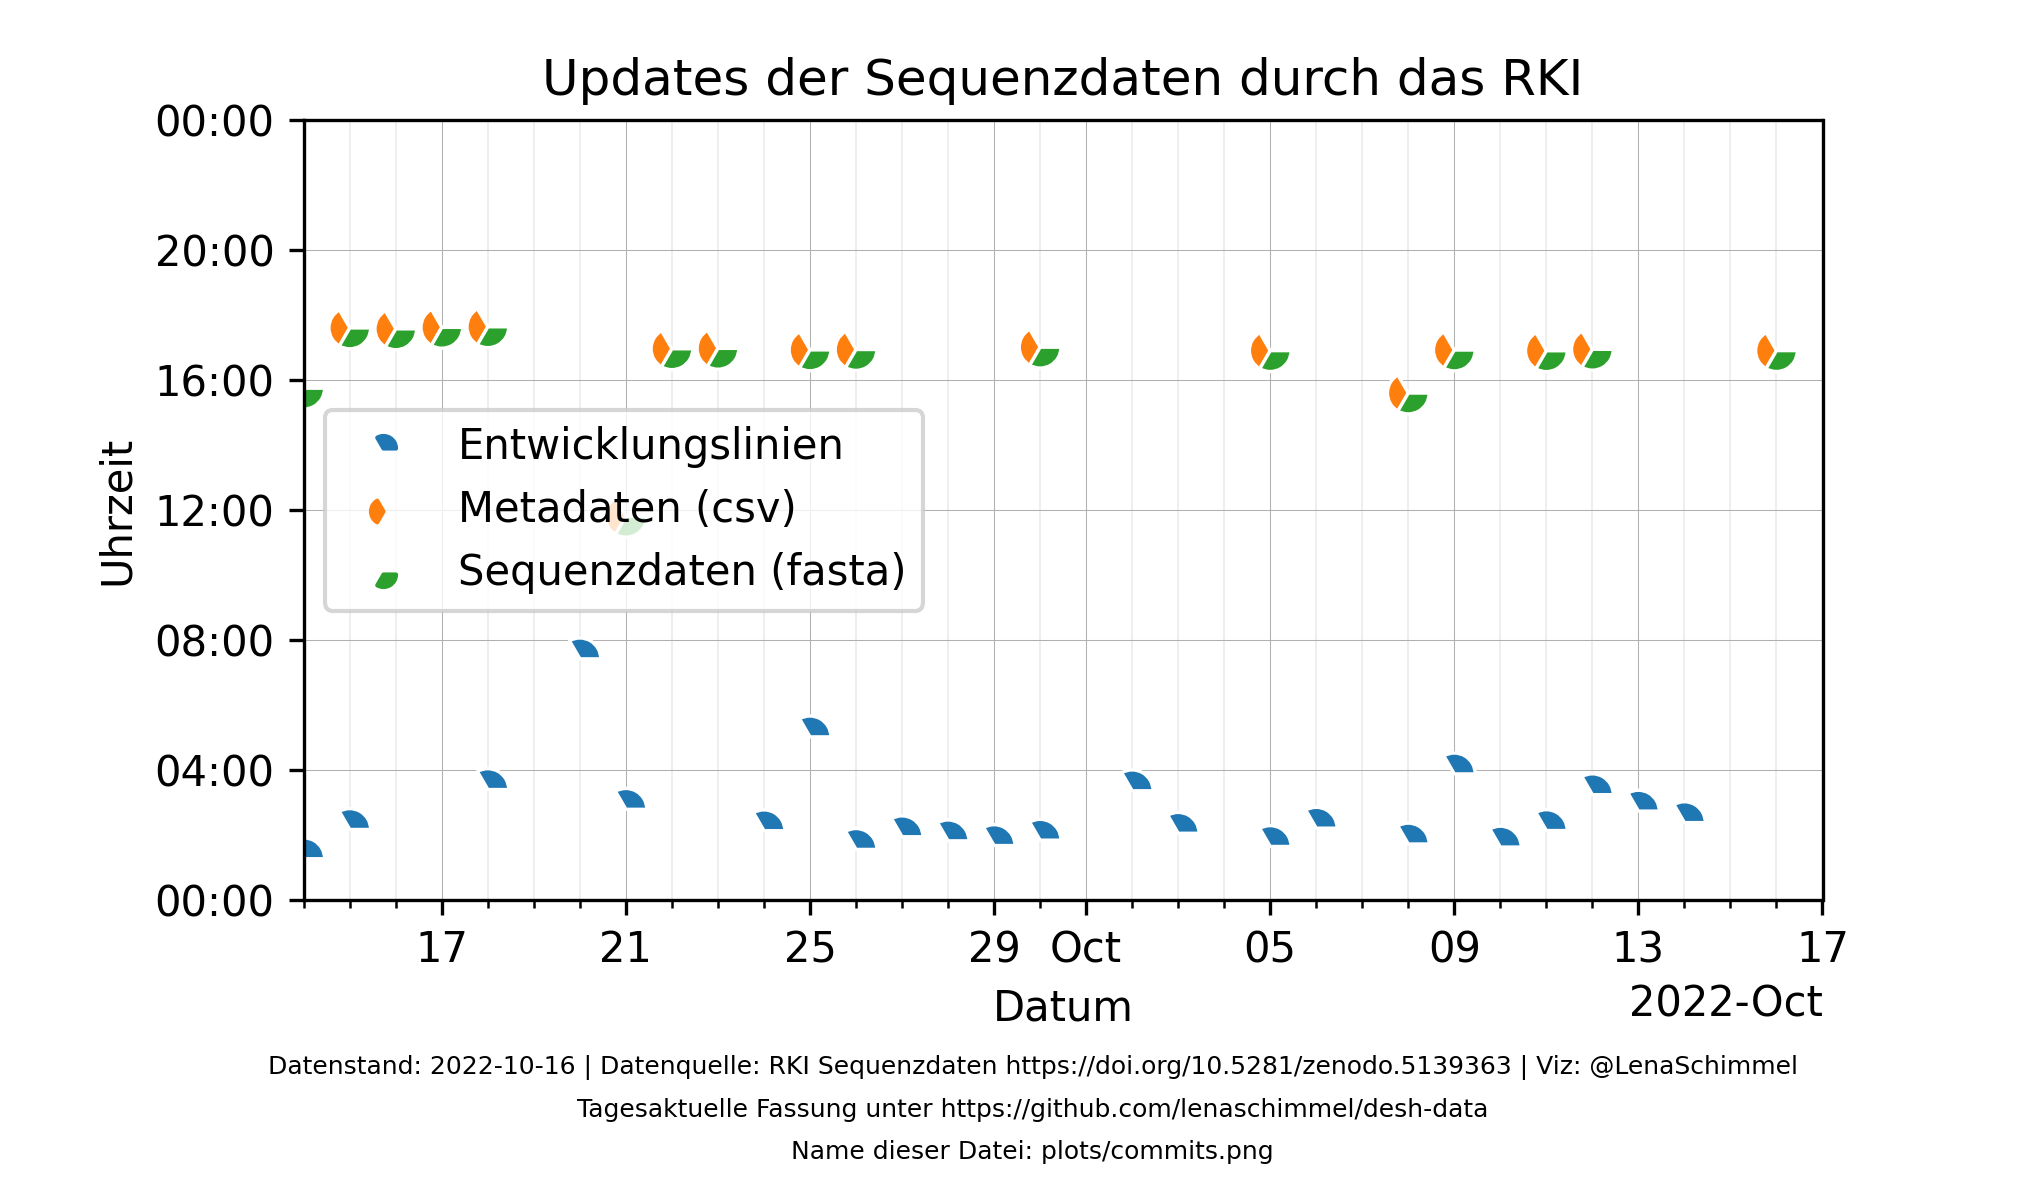 Updates der Sequenzdaten durch das RKI
00:00
20:00
16:00
12:00
08:00
04:00
00:00
Uhrzeit
Entwicklungslinien
Metadaten (csv)
Sequenzdaten (fasta)
17 21 25 29 Oct 05 09 13 17
Datum
2022-Oct
Datenstand: 2022-10-16 | Datenquelle: RKI Sequenzdaten https://doi.org/10.5281/zenodo.5139363 | Viz: @LenaSchimmel
Tagesaktuelle Fassung unter https://github.com/lenaschimmel/desh-data
Name dieser Datei: plots/commits.png